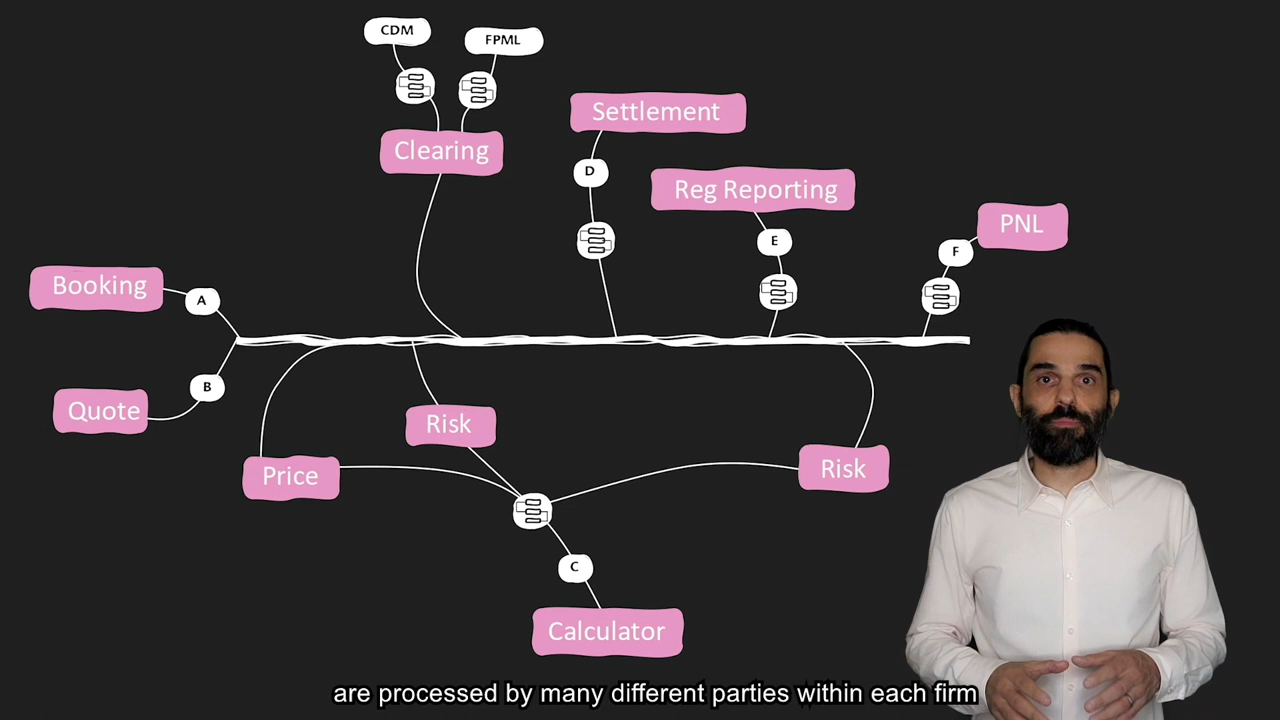 CDM
FPML
Clearing
Settlement
D
Reg Reporting
E
PNL
F
Booking
A
B
Quote
Risk
Price
Risk
C
Calculator
are processed by many different parties within each firm